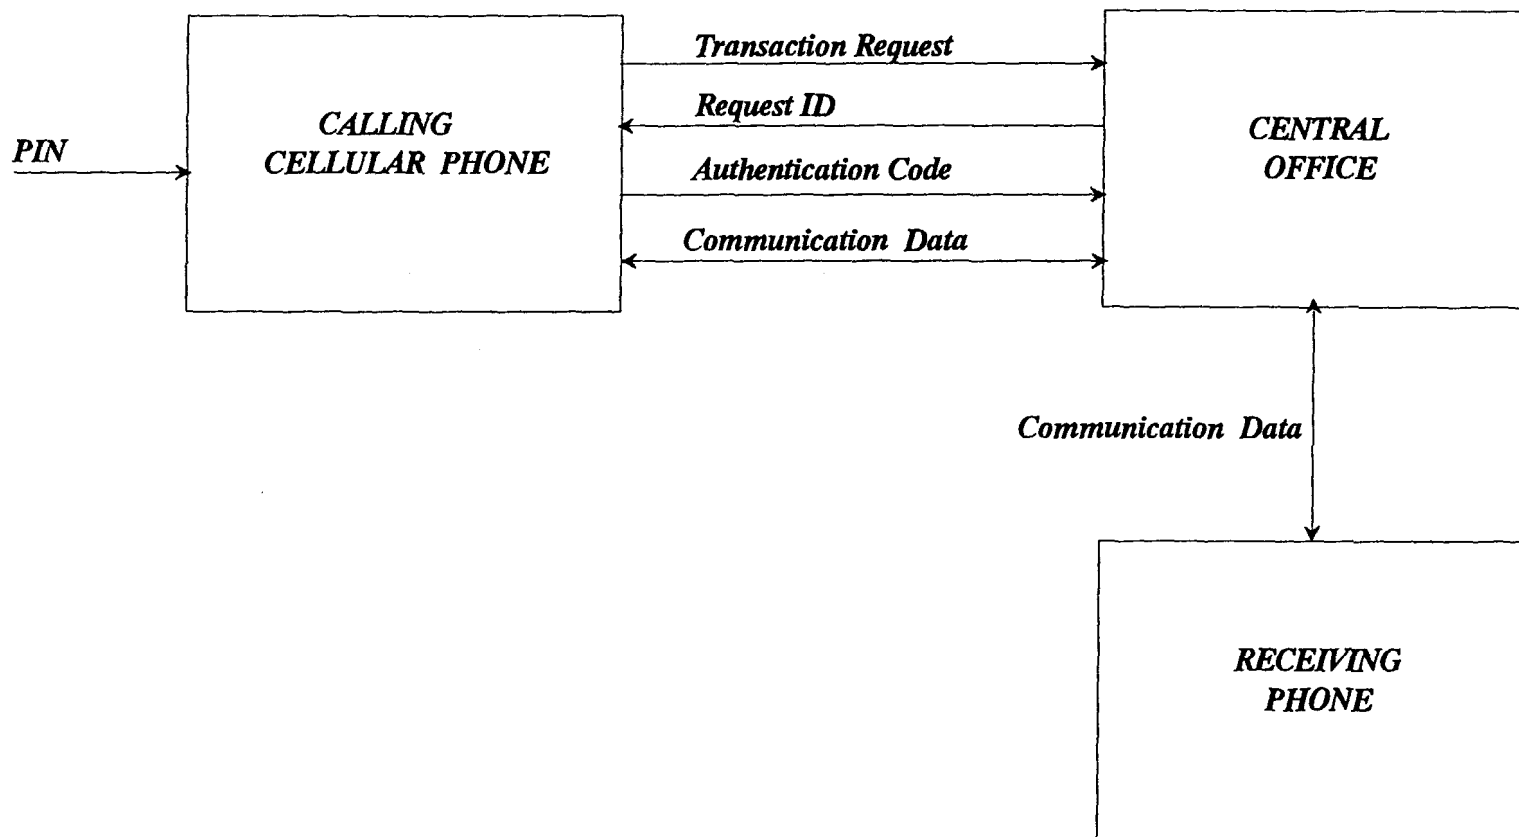 PIN
CALLING
CELLULAR PHONE
Transaction Request
Request ID
Authentication Code
Communication Data
CENTRAL
OFFICE
Communication Data
RECEIVING
PHONE